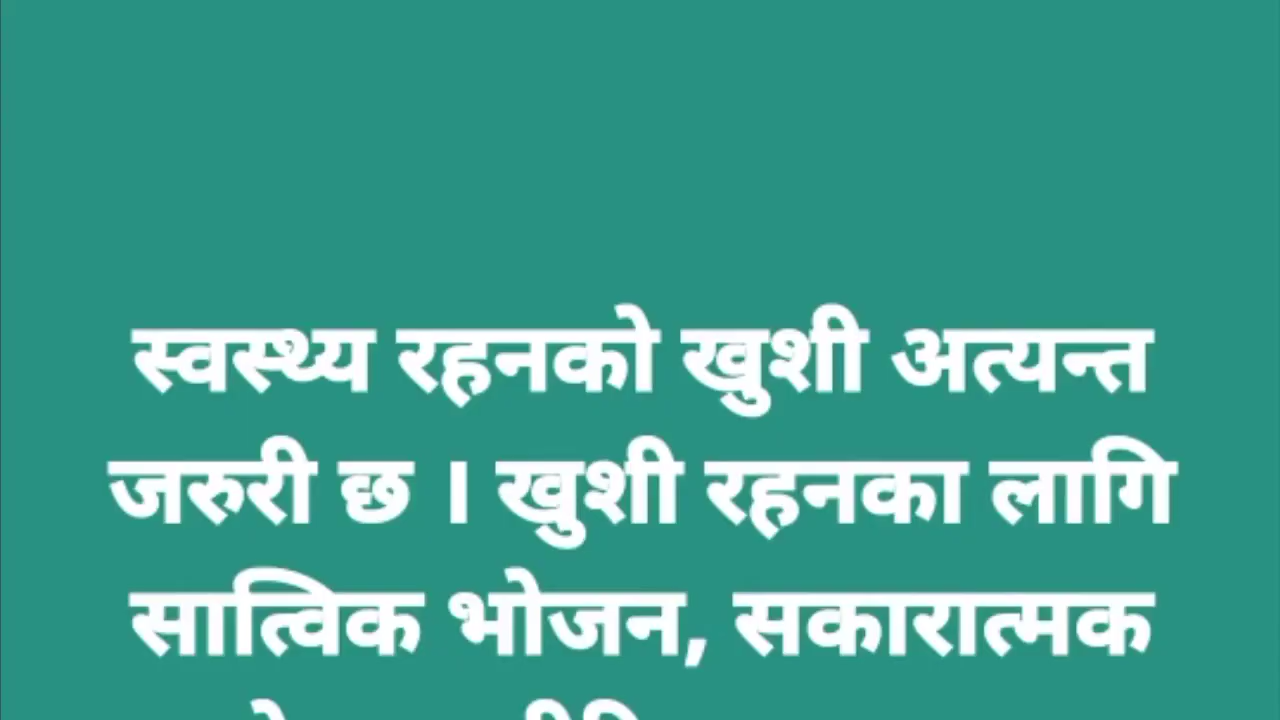 स्वस्थ्य रहनको खुशी अत्यन्त
जरुरी छ । खुशी रहनका लागि
सात्विक भोजन, सकारात्मक